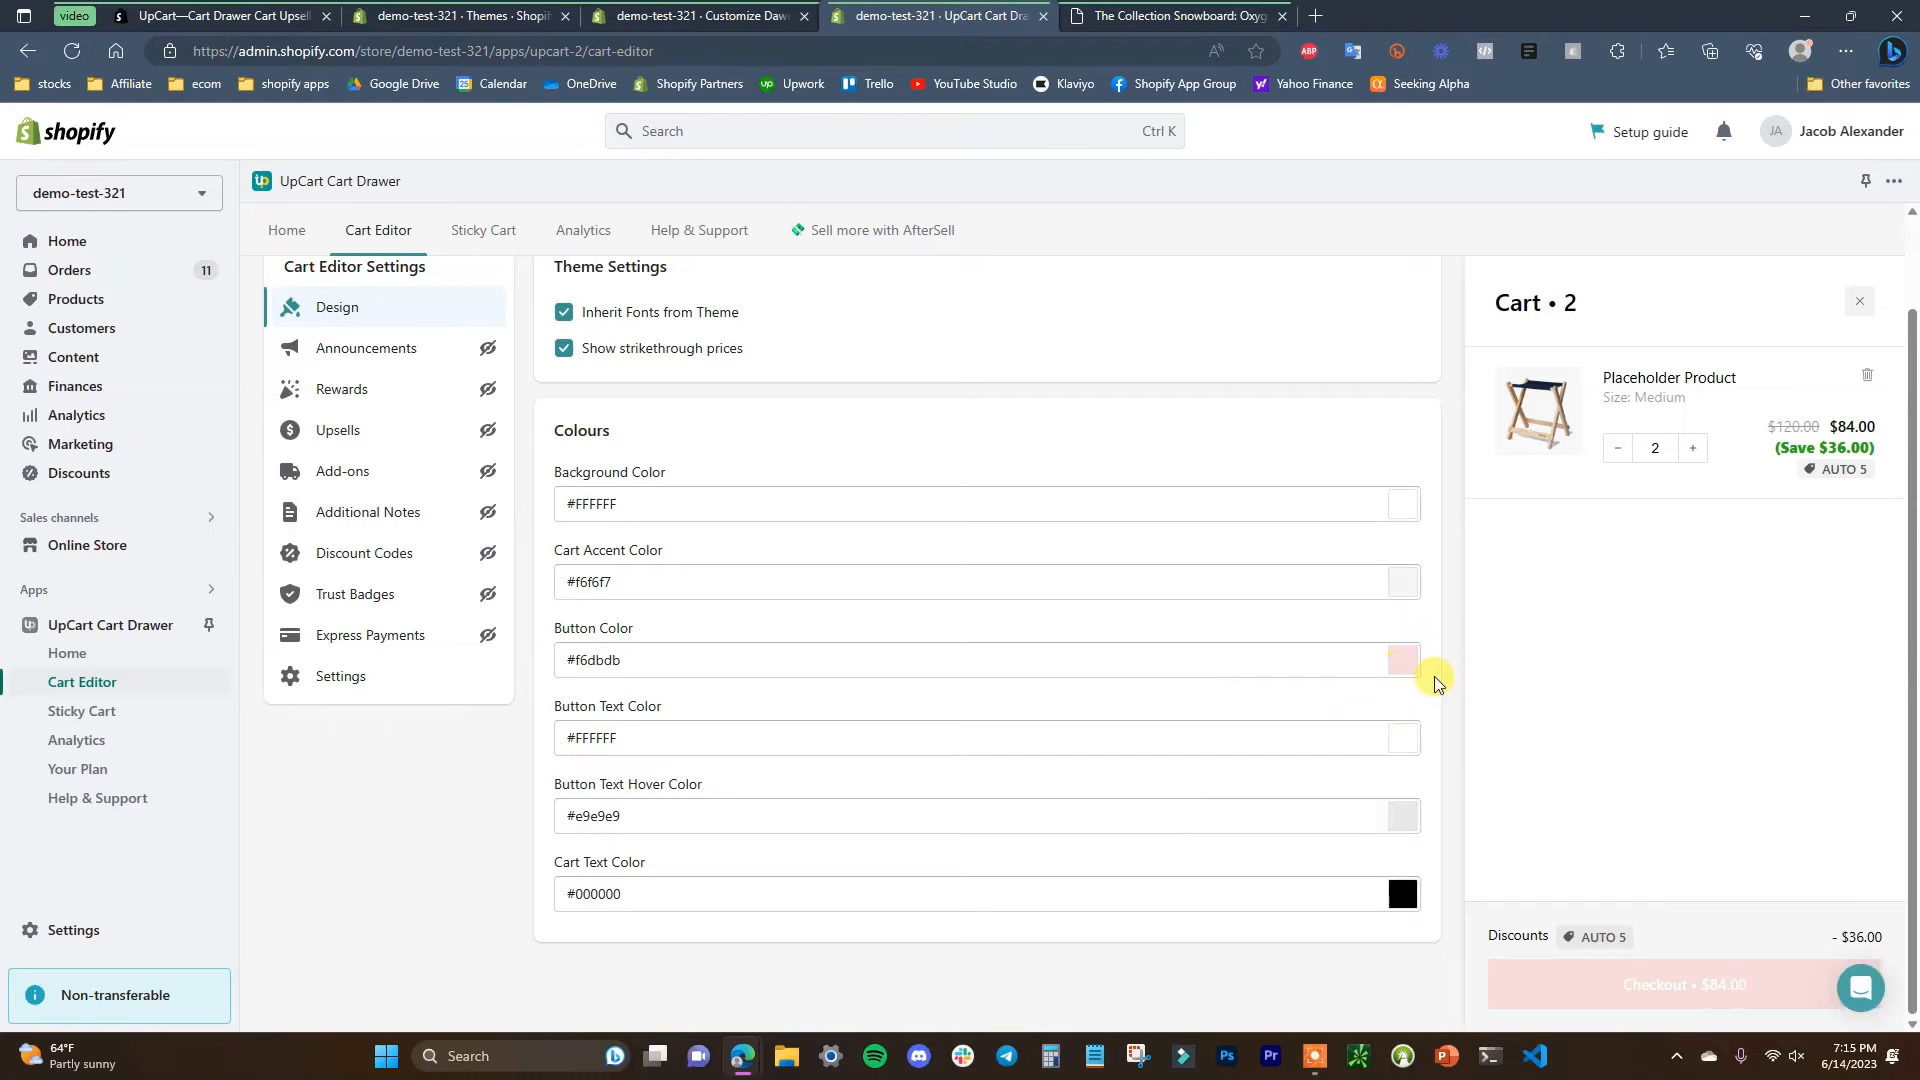 video
UpCart—Cart Drawer Cart Upsell
demo-test-321 · Themes · Shopif
demo-test-321 · Customize Daw
demo-test-321 · UpCart Cart Dra
The Collection Snowboard: Oxyg
https://admin.shopify.com/store/demo-test-321/apps/upcart-2/cart-editor
ABP
stocks
Affiliate
ecom
shopify apps
Google Drive
Calendar
OneDrive
Shopify Partners
Upwork
Trello
YouTube Studio
Klaviyo
Shopify App Group
Yahoo Finance
Seeking Alpha
Other favorites
shopify
Search
Ctrl K
Setup guide
JA
Jacob Alexander
demo-test-321
Home
Orders
11
Products
Customers
Content
Finances
Analytics
Marketing
Discounts
Sales channels
Online Store
Apps
UpCart Cart Drawer
Home
Cart Editor
Sticky Cart
Analytics
Your Plan
Help & Support
Settings
Non-transferable
UpCart Cart Drawer
Home
Cart Editor
Sticky Cart
Analytics
Help & Support
Sell more with AfterSell
Cart Editor Settings
Design
Announcements
Rewards
Upsells
Add-ons
Additional Notes
Discount Codes
Trust Badges
Express Payments
Settings
Theme Settings
Inherit Fonts from Theme
Show strikethrough prices
Colours
Background Color
#FFFFFF
Cart Accent Color
#f6f6f7
Button Color
#f6dbdb
Button Text Color
#FFFFFF
Button Text Hover Color
#e9e9e9
Cart Text Color
#000000
Cart • 2
Placeholder Product
Size: Medium
$120.00 $84.00
(Save $36.00)
AUTO 5
- 2 +
Discounts
AUTO 5
- $36.00
Checkout • $84.00
64°F
Partly sunny
Search
7:15 PM
6/14/2023